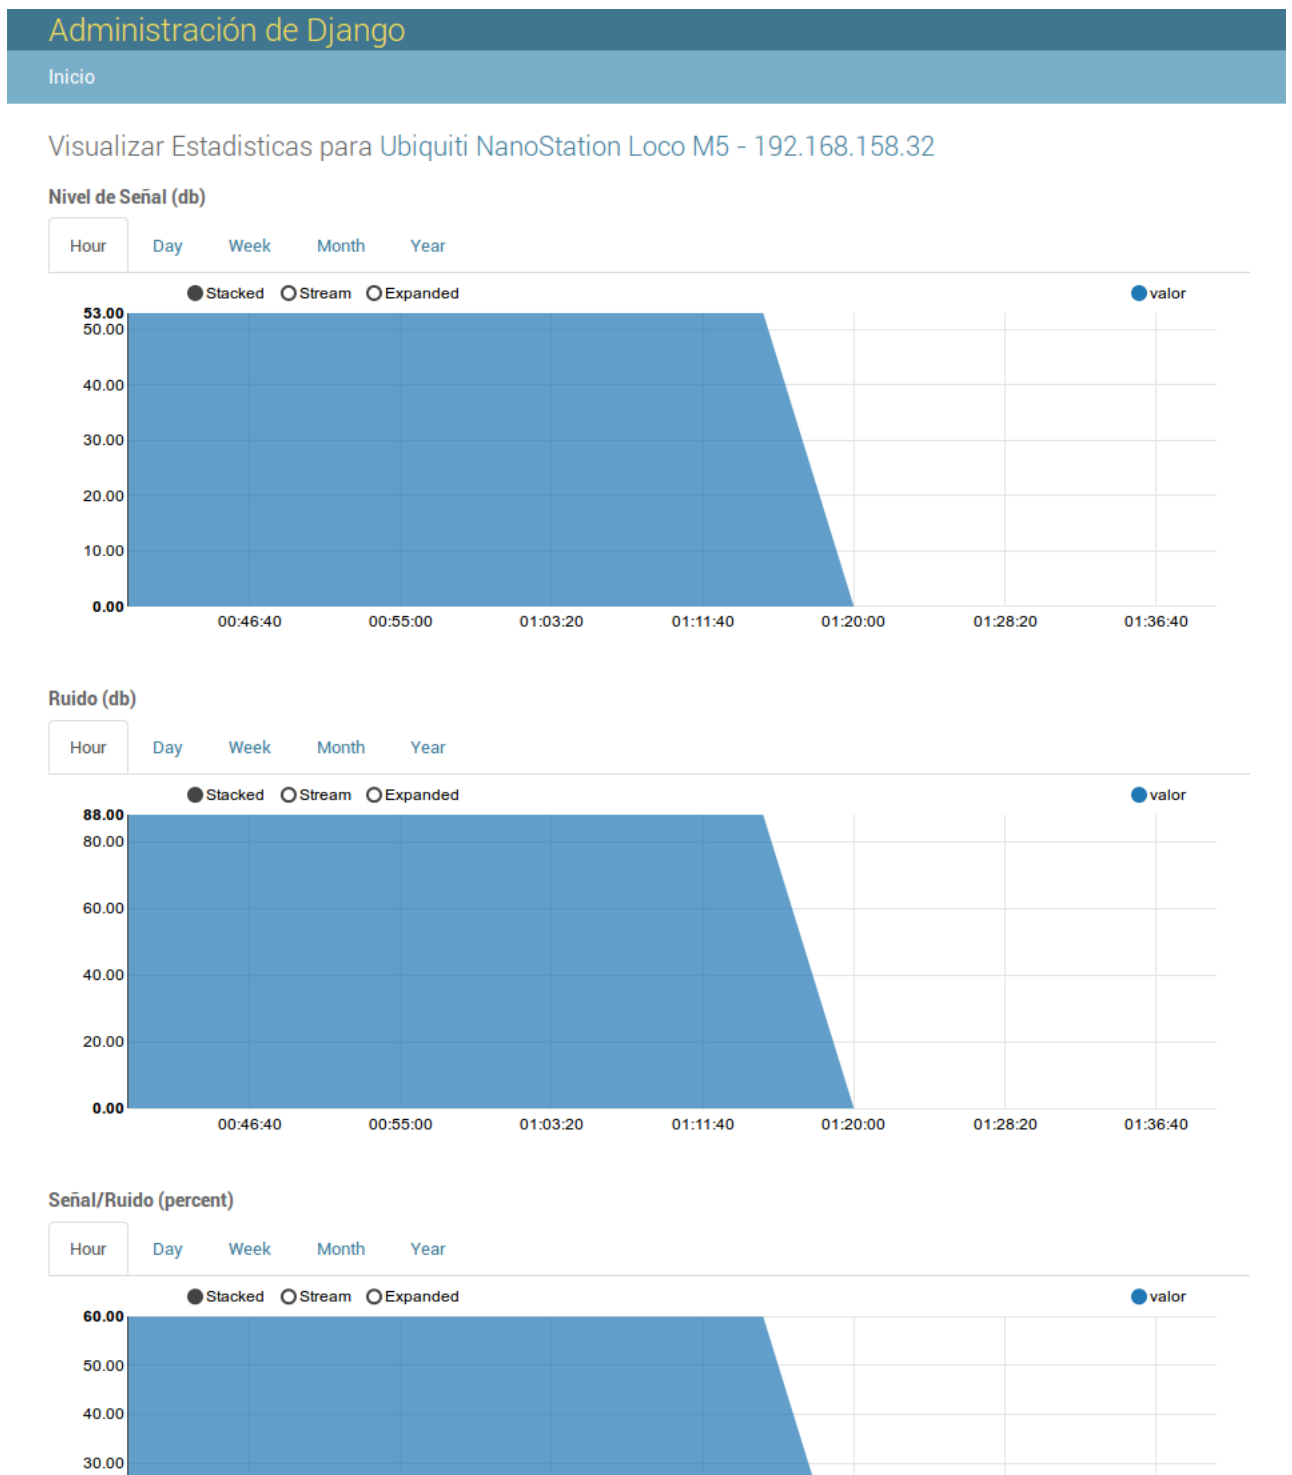 Administración de Django
Inicio
Visualizar Estadisticas para Ubiquiti NanoStation Loco M5 - 192.168.158.32
Nivel de Señal (db)
Hour Day Week Month Year
Stacked Stream Expanded valor
53.00
50.00
40.00
30.00
20.00
10.00
0.00
00:46:40 00:55:00 01:03:20 01:11:40 01:20:00 01:28:20 01:36:40
Ruido (db)
Hour Day Week Month Year
Stacked Stream Expanded valor
88.00
80.00
60.00
40.00
20.00
0.00
00:46:40 00:55:00 01:03:20 01:11:40 01:20:00 01:28:20 01:36:40
Señal/Ruido (percent)
Hour Day Week Month Year
Stacked Stream Expanded valor
60.00
50.00
40.00
30.00